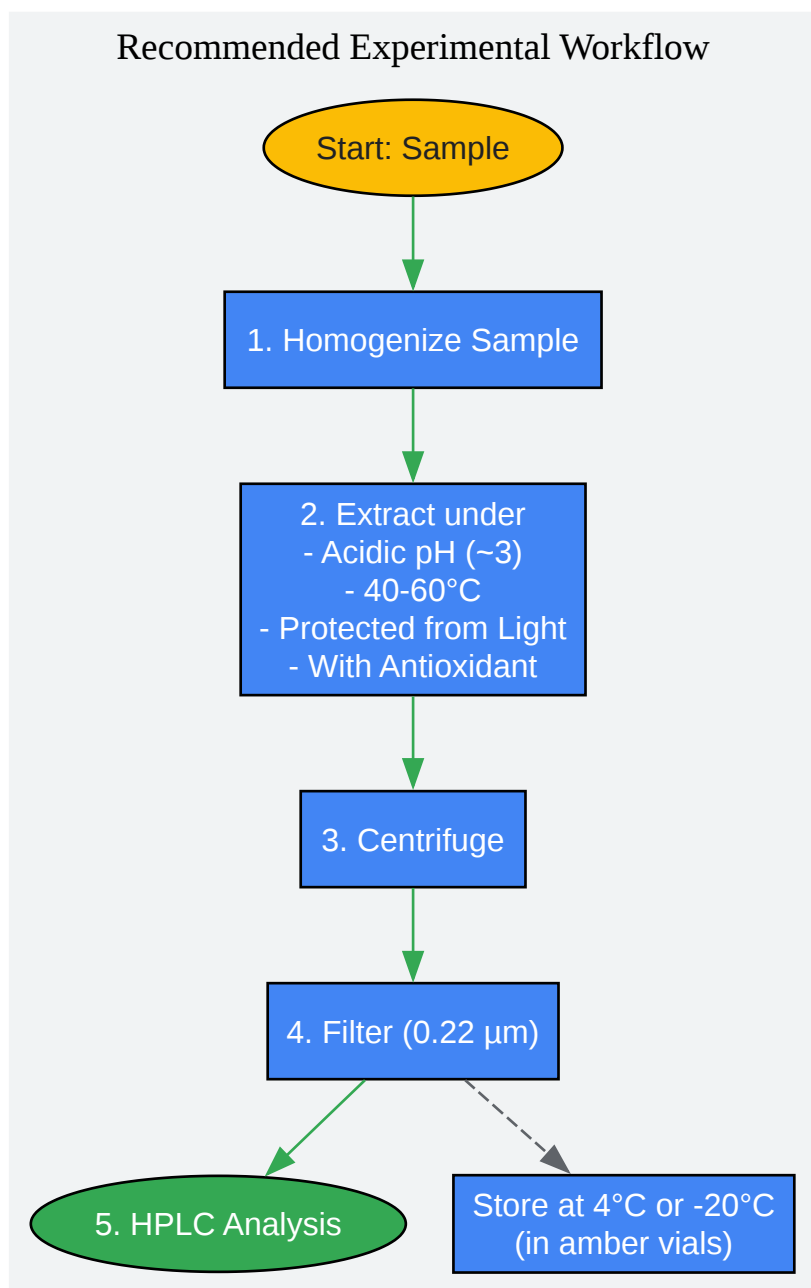 Recommended Experimental Workflow
Start: Sample
1. Homogenize Sample
2. Extract under
- Acidic pH (~3)
- 40-60°C
- Protected from Light
- With Antioxidant
3. Centrifuge
4. Filter (0.22 µm)
5. HPLC Analysis
Store at 4°C or -20°C
(in amber vials)